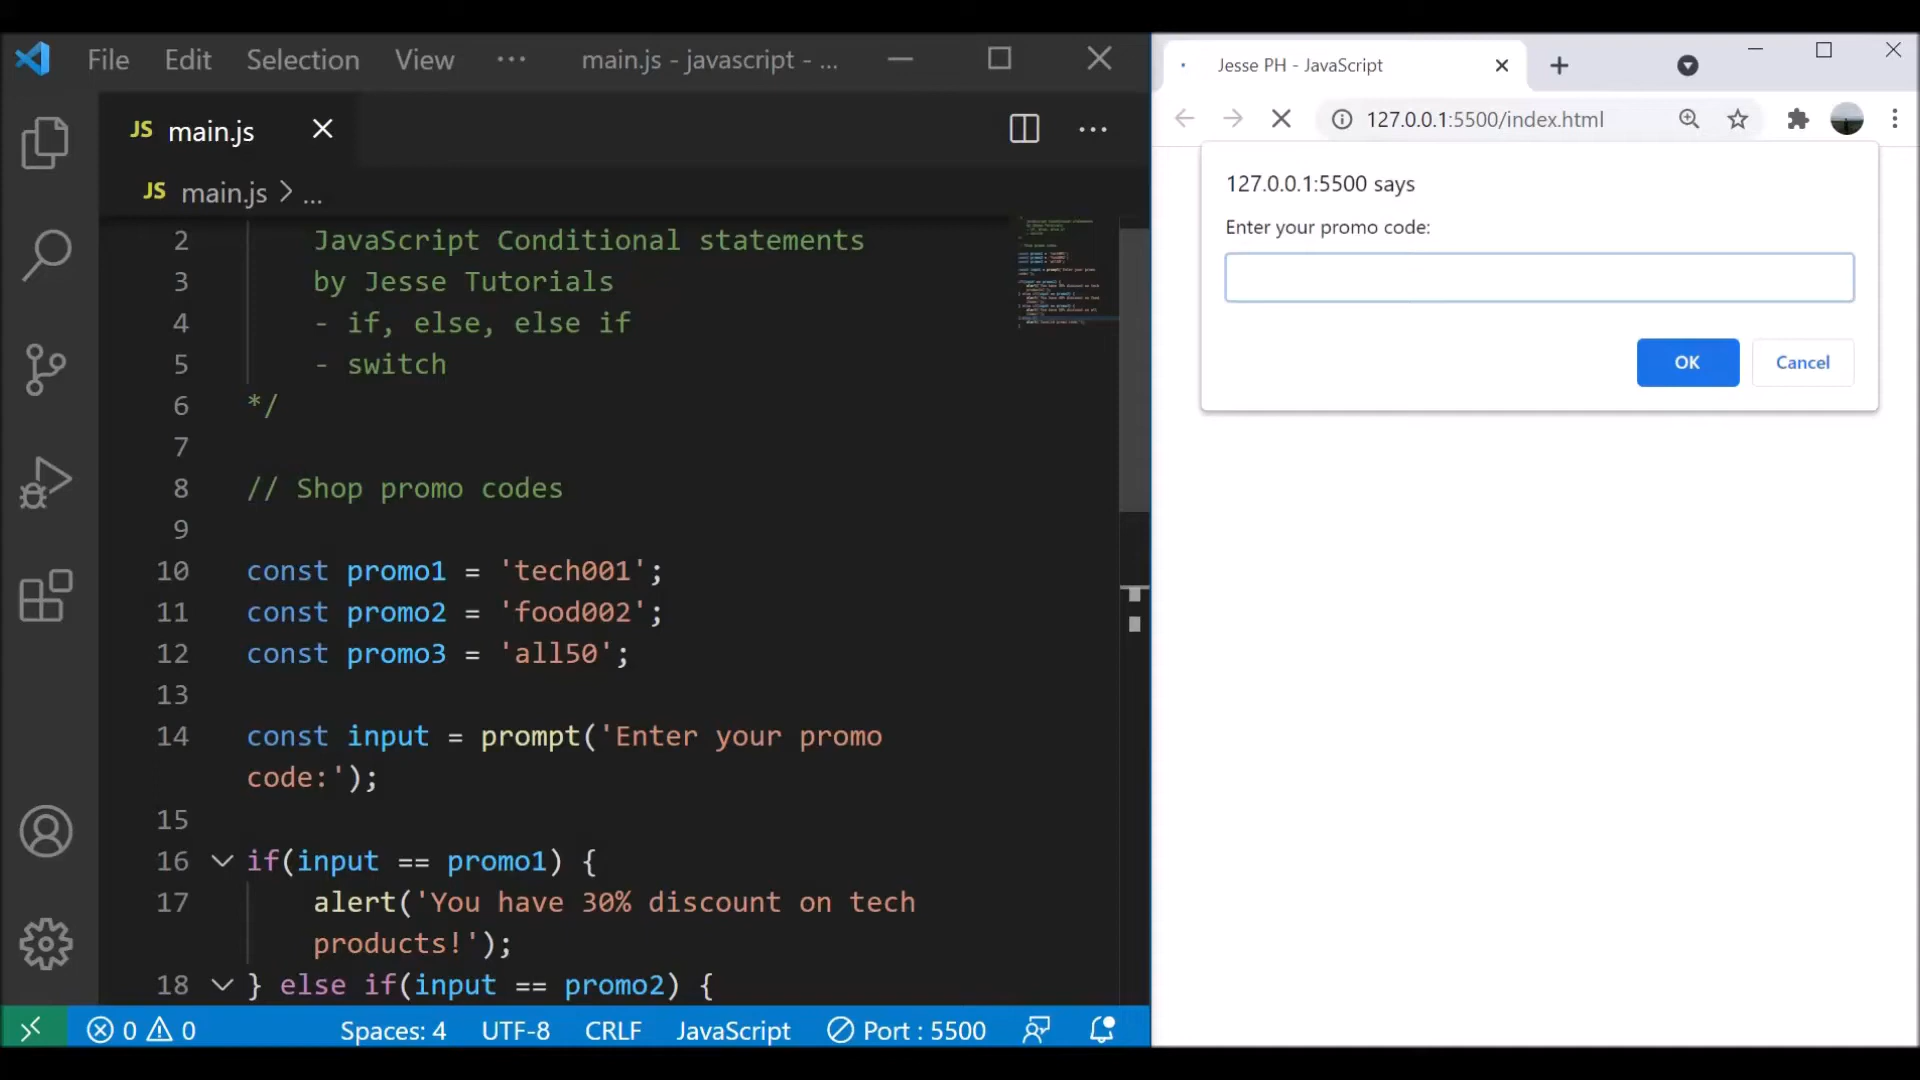 File Edit Selection View ··· main.js - javascript - ...
JS main.js
JS main.js > ...
2 JavaScript Conditional statements
3 by Jesse Tutorials
4 - if, else, else if
5 - switch
6 */
7
8 // Shop promo codes
9
10 const promo1 = 'tech001';
11 const promo2 = 'food002';
12 const promo3 = 'all50';
13
14 const input = prompt('Enter your promo
code:');
15
16 if(input == promo1) {
17 alert('You have 30% discount on tech
products!');
18 } else if(input == promo2) {
0 0 Spaces: 4 UTF-8 CRLF JavaScript Port : 5500
Jesse PH - JavaScript
127.0.0.1:5500/index.html
127.0.0.1:5500 says
Enter your promo code:
OK Cancel